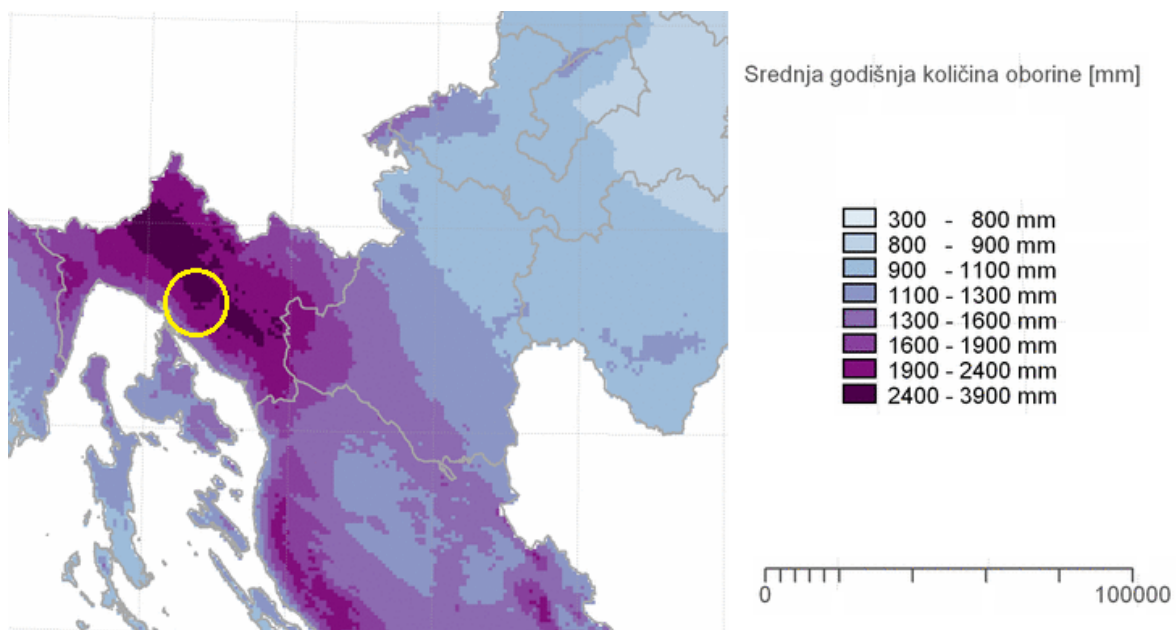 Srednja godišnja količina oborine [mm]
300 - 800 mm
800 - 900 mm
900 - 1100 mm
1100 - 1300 mm
1300 - 1600 mm
1600 - 1900 mm
1900 - 2400 mm
2400 - 3900 mm
0 100000